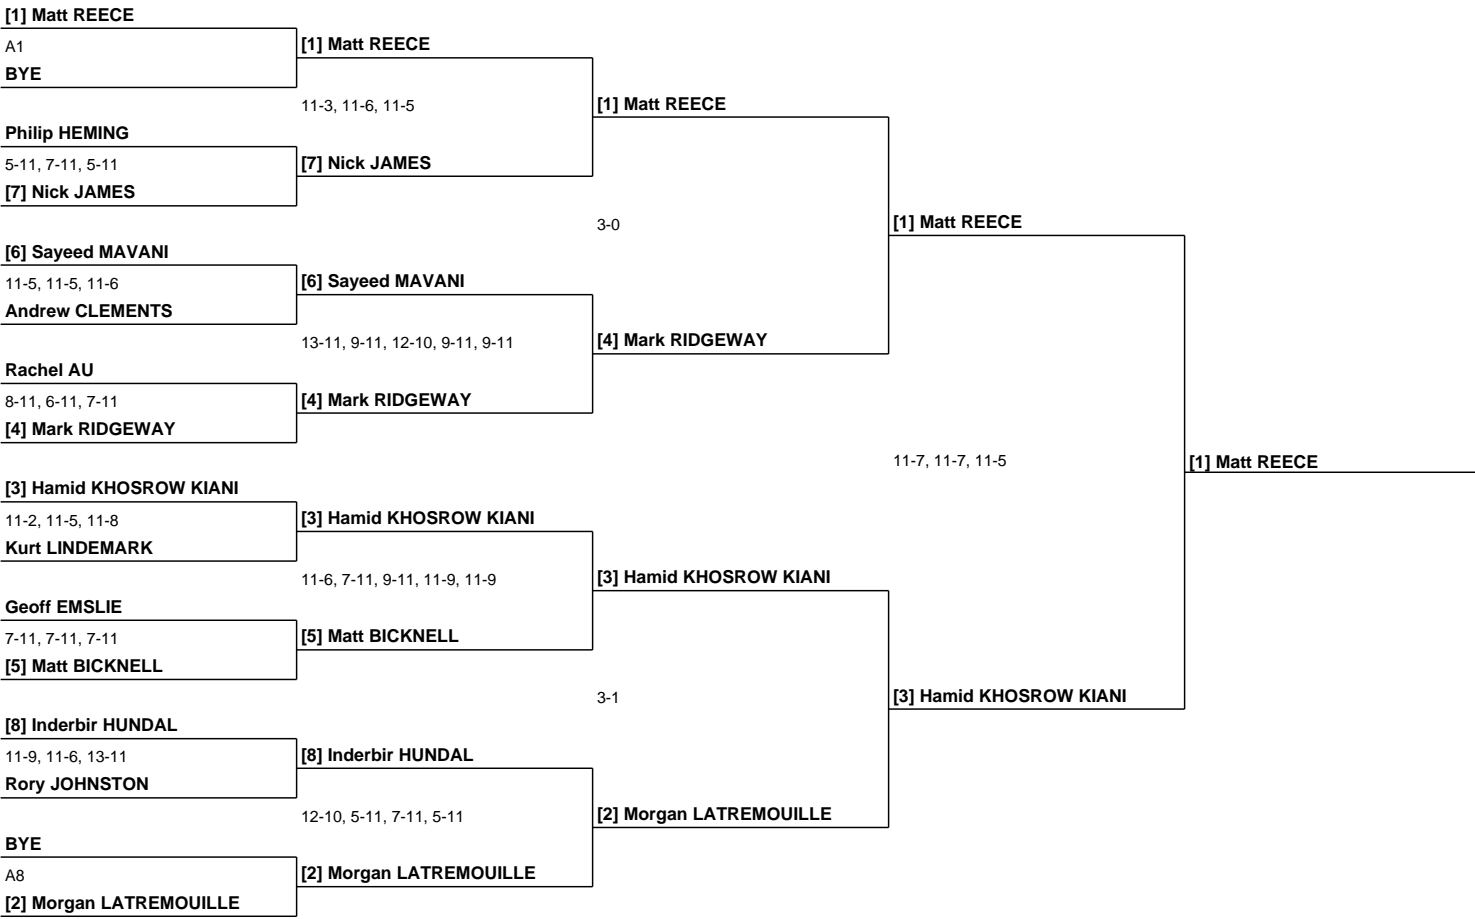 [1] Matt REECE
A1
BYE
Philip HEMING
5-11, 7-11, 5-11
[7] Nick JAMES
[6] Sayeed MAVANI
11-5, 11-5, 11-6
Andrew CLEMENTS
Rachel AU
8-11, 6-11, 7-11
[4] Mark RIDGEWAY
[3] Hamid KHOSROW KIANI
11-2, 11-5, 11-8
Kurt LINDEMARK
Geoff EMSLIE
7-11, 7-11, 7-11
[5] Matt BICKNELL
[8] Inderbir HUNDAL
11-9, 11-6, 13-11
Rory JOHNSTON
BYE
A8
[2] Morgan LATREMOUILLE
[1] Matt REECE
11-3, 11-6, 11-5
[7] Nick JAMES
[6] Sayeed MAVANI
13-11, 9-11, 12-10, 9-11, 9-11
[4] Mark RIDGEWAY
[3] Hamid KHOSROW KIANI
11-6, 7-11, 9-11, 11-9, 11-9
[5] Matt BICKNELL
[8] Inderbir HUNDAL
12-10, 5-11, 7-11, 5-11
[2] Morgan LATREMOUILLE
[1] Matt REECE
3-0
[4] Mark RIDGEWAY
[3] Hamid KHOSROW KIANI
3-1
[2] Morgan LATREMOUILLE
[1] Matt REECE
11-7, 11-7, 11-5
[3] Hamid KHOSROW KIANI
[1] Matt REECE